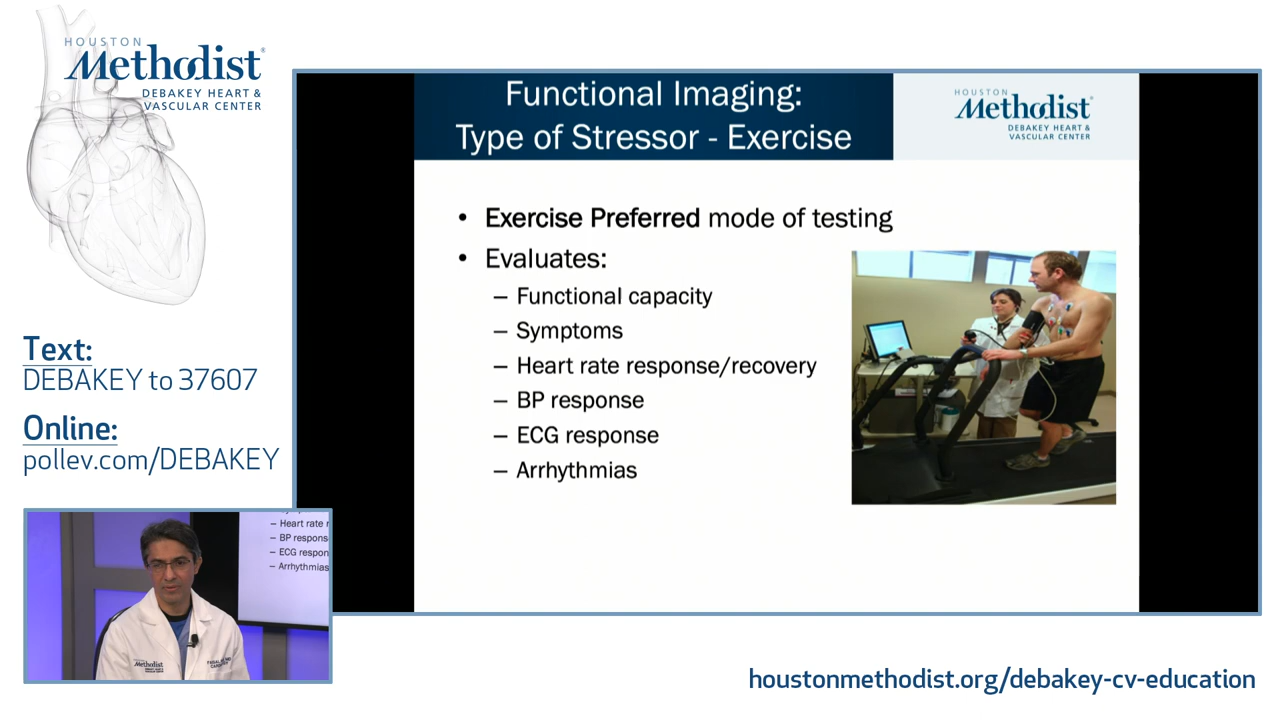 HOUSTON
Methodist
DEBAKEY HEART &
VASCULAR CENTER
Text:
DEBAKEY to 37607
Online:
pollev.com/DEBAKEY
Functional Imaging:
Type of Stressor - Exercise
HOUSTON
Methodist
DEBAKEY HEART &
VASCULAR CENTER
• Exercise Preferred mode of testing
• Evaluates:
– Functional capacity
– Symptoms
– Heart rate response/recovery
– BP response
– ECG response
– Arrhythmias
– Heart rate r
– BP respons
– ECG respon
– Arrhythmias
Methodist
houstonmethodist.org/debakey-cv-education